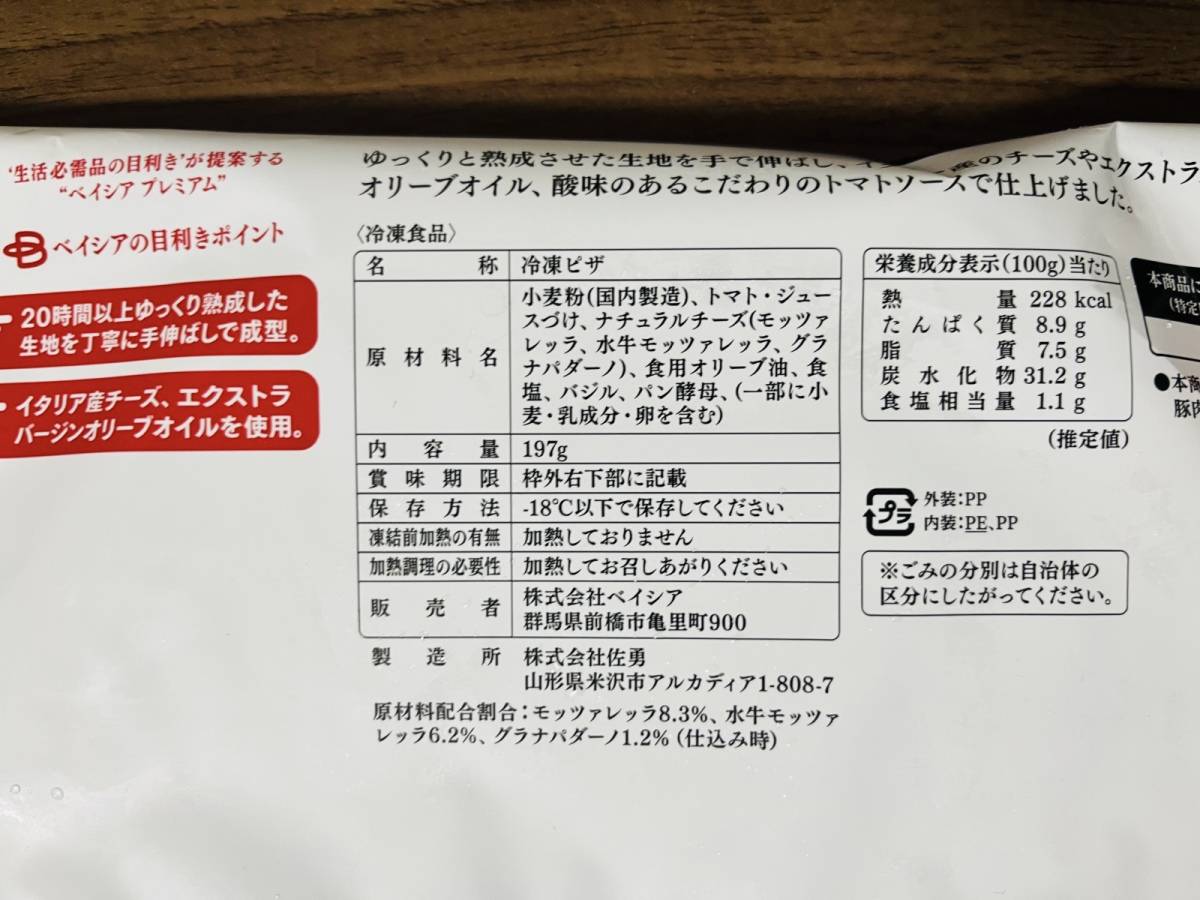 '生活必需品の目利き'が提案する
“ベイシア プレミアム”
ベイシアの目利きポイント
20時間以上ゆっくり熟成した
生地を丁寧に手伸ばしで成型。
イタリア産チーズ、エクストラ
バージンオリーブオイルを使用。
ゆっくりと熟成させた生地を手で伸ばし、 産のチーズやエクストラ
オリーブオイル、酸味のあるこだわりのトマトソースで仕上げました。
〈冷凍食品〉
名称 冷凍ピザ
原材料名 小麦粉(国内製造)、トマト・ジュー
スづけ、ナチュラルチーズ(モッツァ
レッラ、水牛モッツァレッラ、グラ
ナパダーノ)、食用オリーブ油、食
塩、バジル、パン酵母、(一部に小
麦・乳成分・卵を含む)
内容量 197g
賞味期限 枠外右下部に記載
保存方法 -18℃以下で保存してください
凍結前加熱の有無 加熱しておりません
加熱調理の必要性 加熱してお召しあがりください
販売者 株式会社ベイシア
群馬県前橋市亀里町900
製造所 株式会社佐勇
山形県米沢市アルカディア1-808-7
原材料配合割合：モッツァレッラ8.3%、水牛モッツァ
レッラ6.2%、グラナパダーノ1.2% (仕込み時)
栄養成分表示(100g)当たり
熱量 228 kcal
たんぱく質 8.9 g
脂質 7.5 g
炭水化物 31.2 g
食塩相当量 1.1 g
(推定値)
プラ
外装：PP
内装：PE、PP
※ごみの分別は自治体の
区分にしたがってください。
本商品に
(特定
●本商
豚肉